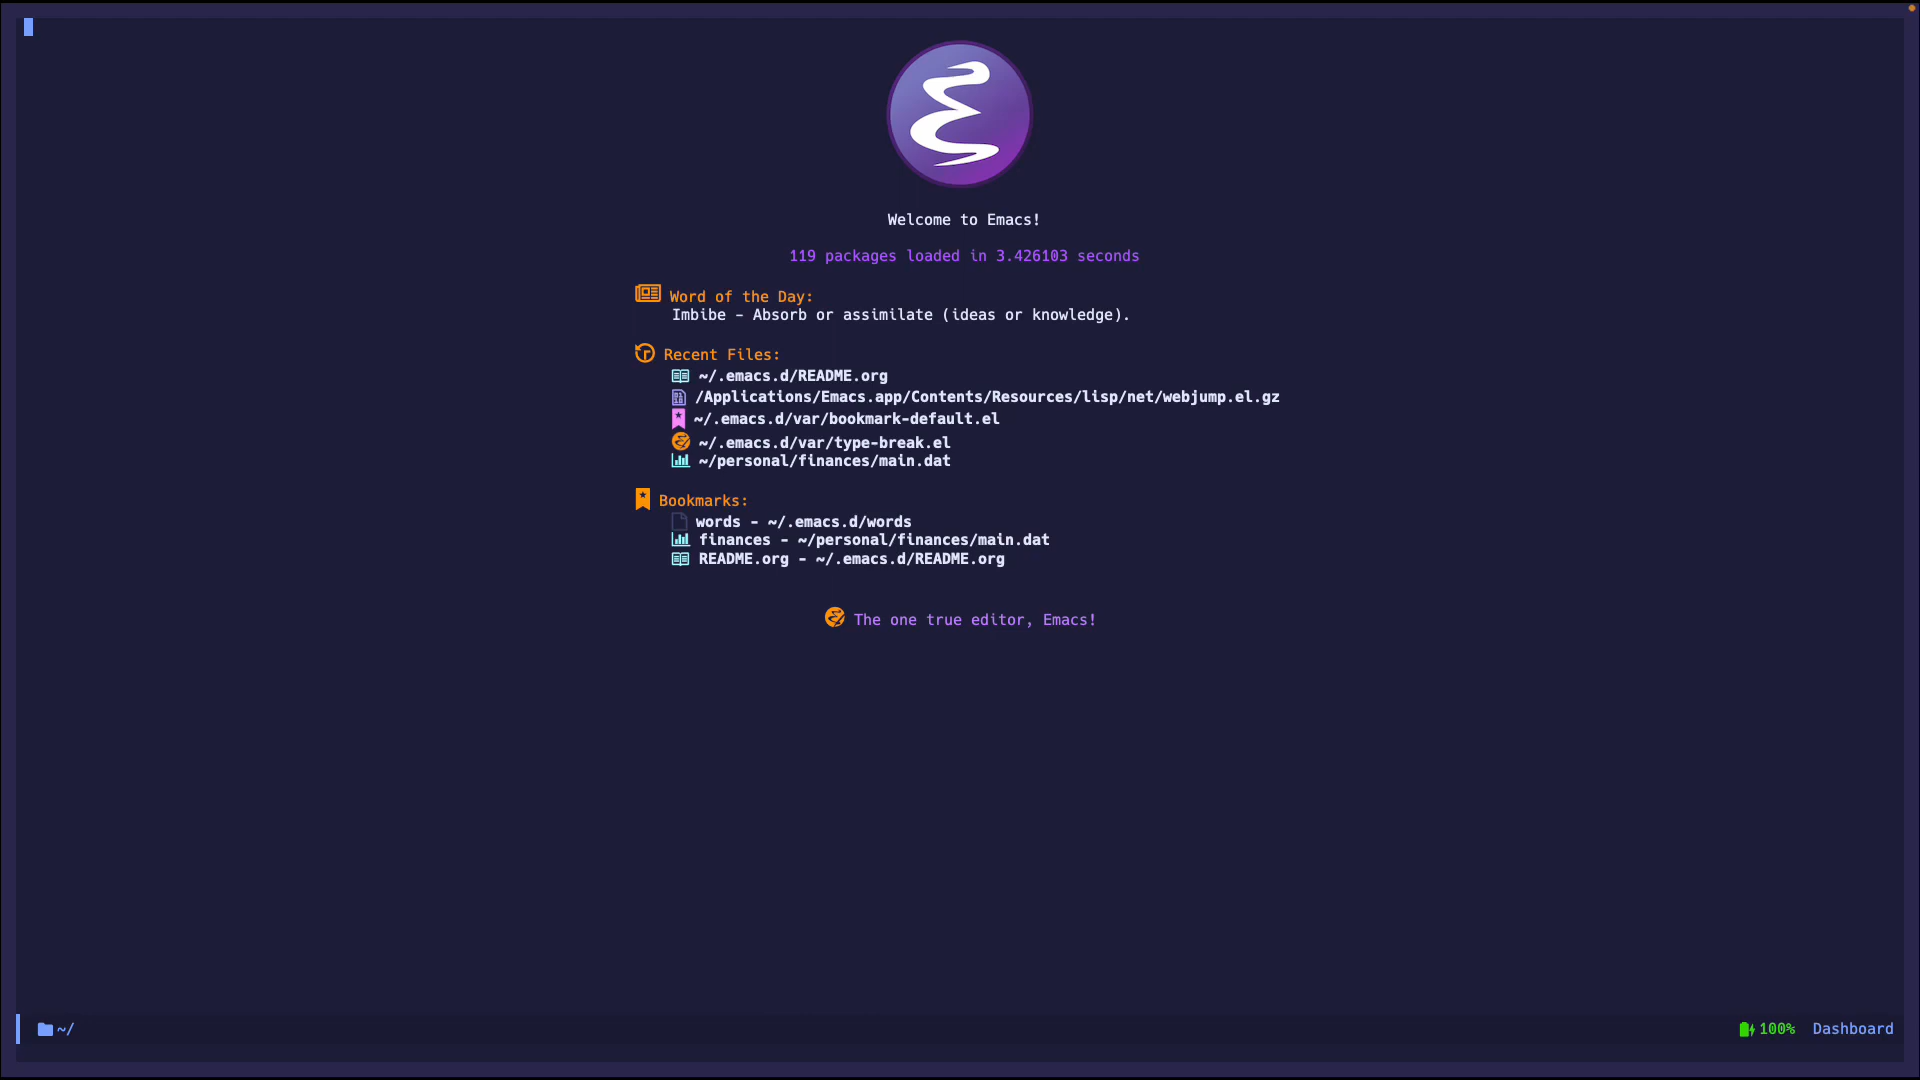 Welcome to Emacs!
119 packages loaded in 3.426103 seconds
Word of the Day:
Imbibe - Absorb or assimilate (ideas or knowledge).
Recent Files:
~/.emacs.d/README.org
/Applications/Emacs.app/Contents/Resources/lisp/net/webjump.el.gz
~/.emacs.d/var/bookmark-default.el
~/.emacs.d/var/type-break.el
~/personal/finances/main.dat
Bookmarks:
words - ~/.emacs.d/words
finances - ~/personal/finances/main.dat
README.org - ~/.emacs.d/README.org
The one true editor, Emacs!
~/ 100% Dashboard